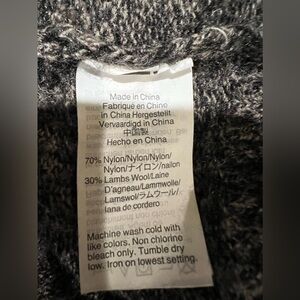 Made in China
Fabriqué en Chine
in China Hergestellt
Vervaardigd in China
中国製
Hecho en China
70% Nylon/Nylon/Nylon/
Nylon/ナイロン/nailon
30% Lambs Wool/Laine
D'agneau/Lammwolle/
Lamswol/ラムウール/
lana de cordero
Machine wash cold with
like colors. Non chlorine
bleach only. Tumble dry
low. Iron on lowest setting.